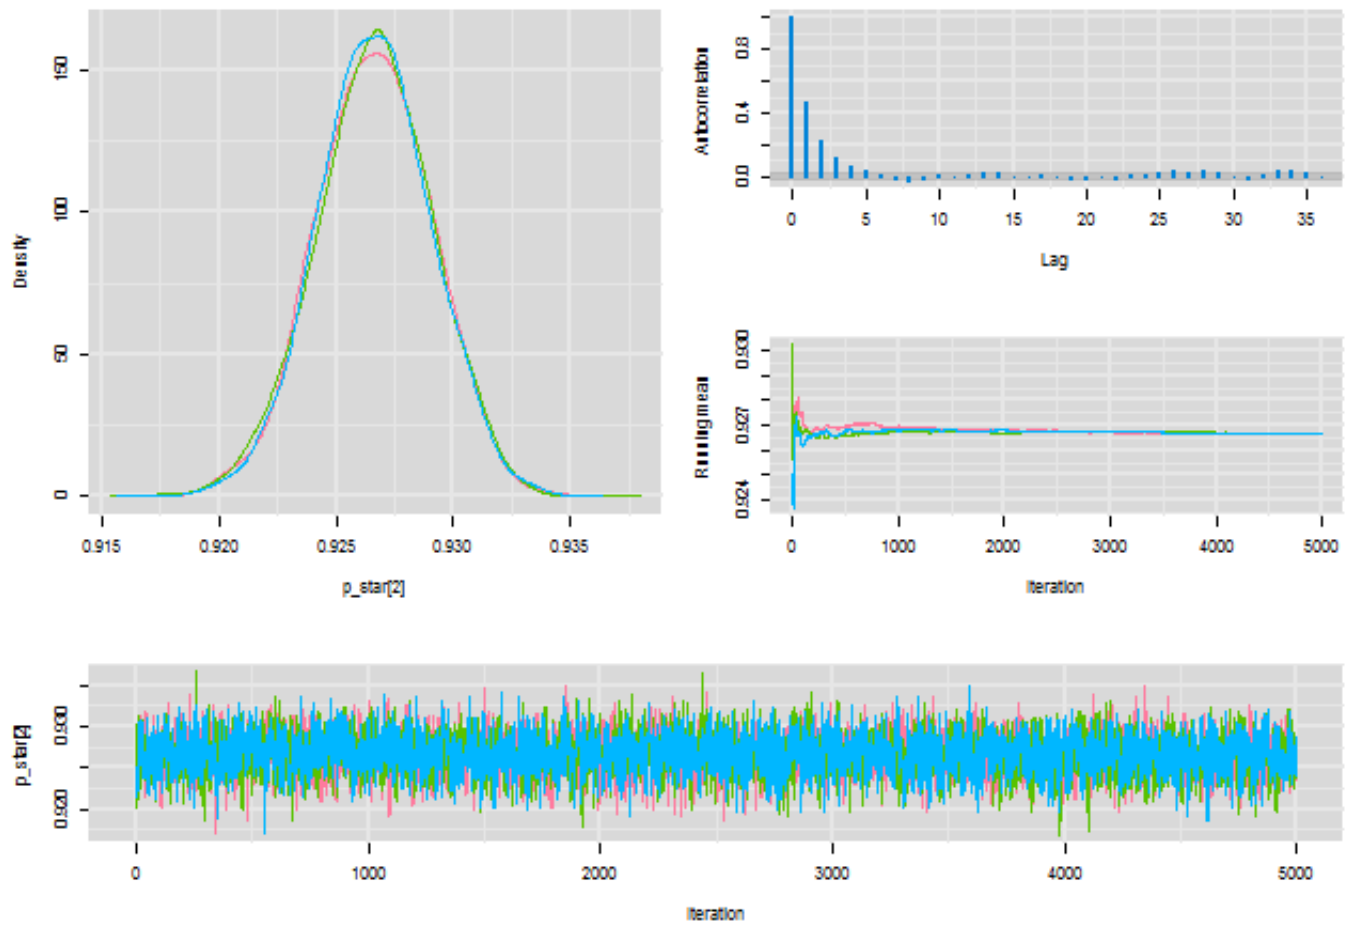 Density
150
100
50
0
0.915 0.920 0.925 0.930 0.935
p_star[2]
Autocorrelation
0.8
0.4
0.0
0 5 10 15 20 25 30 35
Lag
Running mean
0.930
0.927
0.924
0 1000 2000 3000 4000 5000
Iteration
p_star[2]
0.930
0.920
0 1000 2000 3000 4000 5000
Iteration